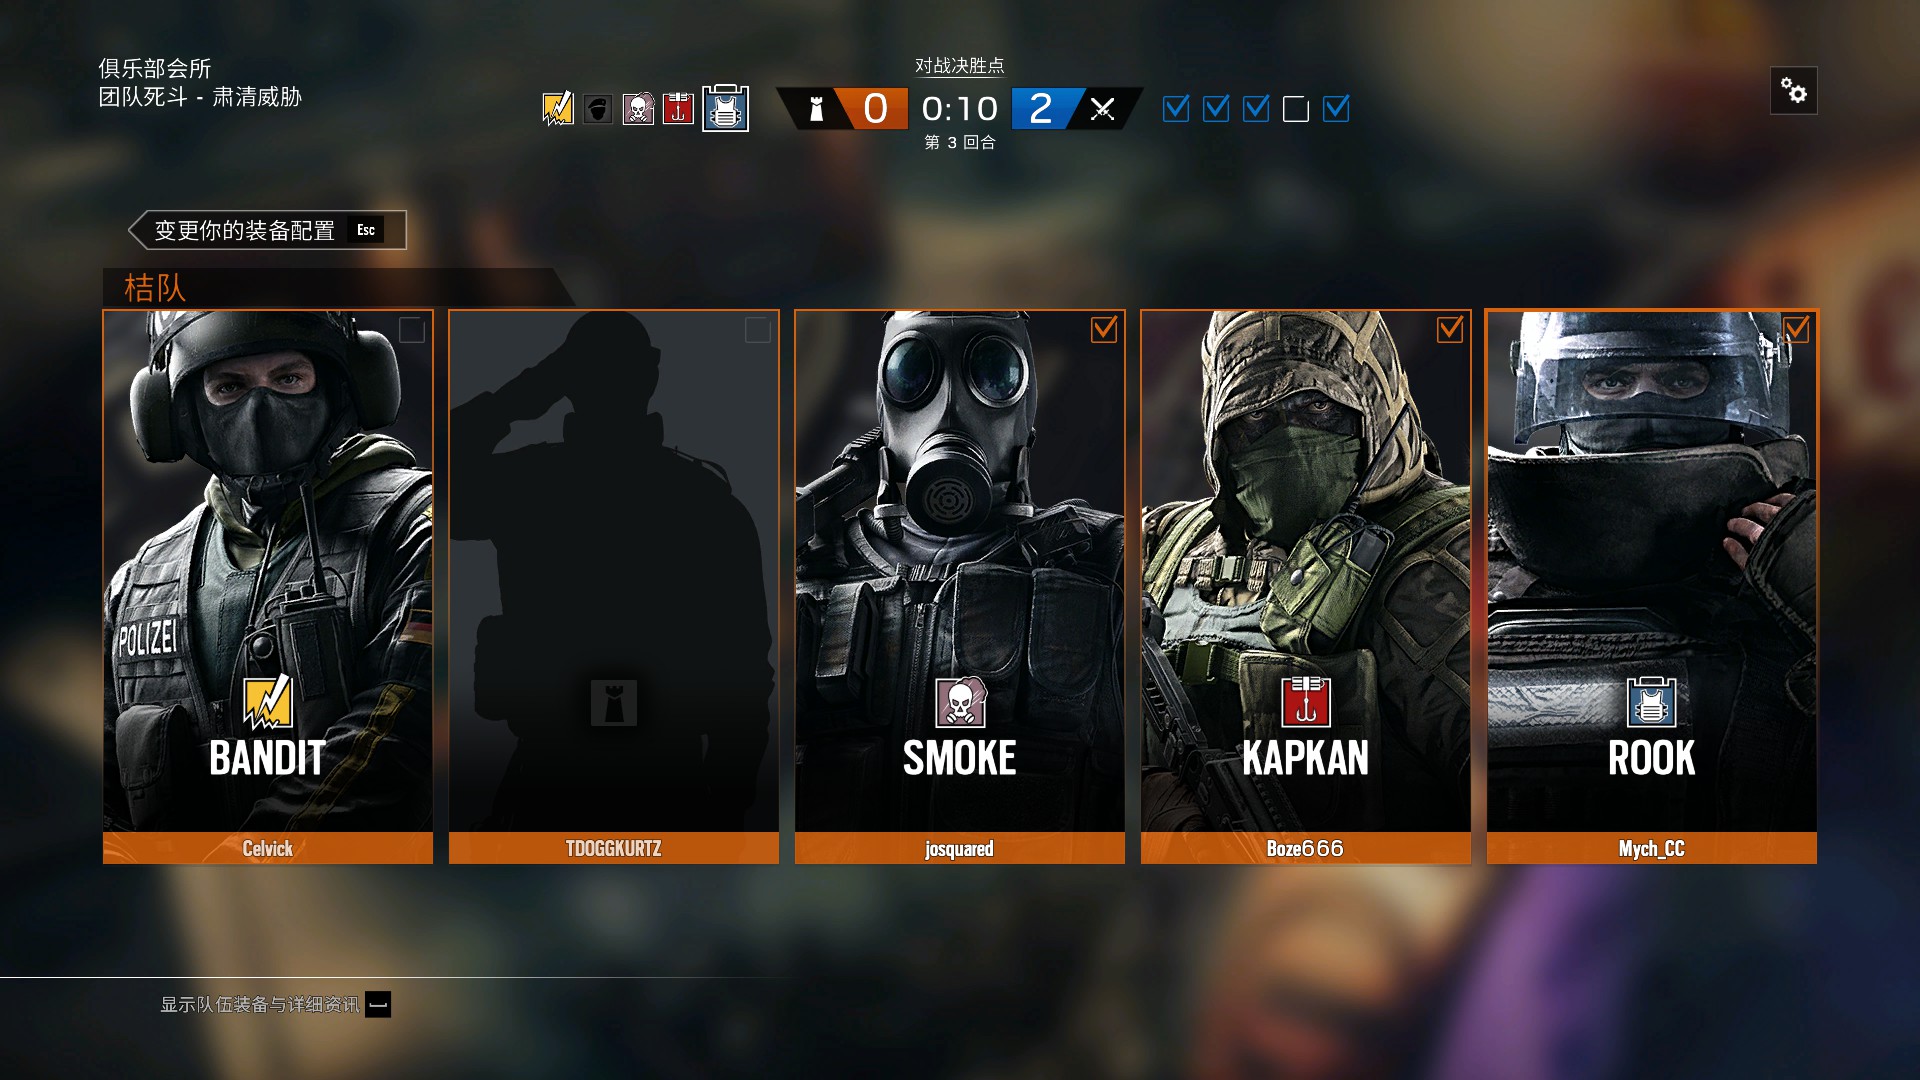 俱乐部会所
团队死斗 - 肃清威胁
对战决胜点
0 0:10 2
第 3 回合
变更你的装备配置 Esc
桔队
POLIZEI
BANDIT
SMOKE
KAPKAN
ROOK
Celvick
TDOGGKURTZ
josquared
Boze666
Mych_CC
显示队伍装备与详细资讯